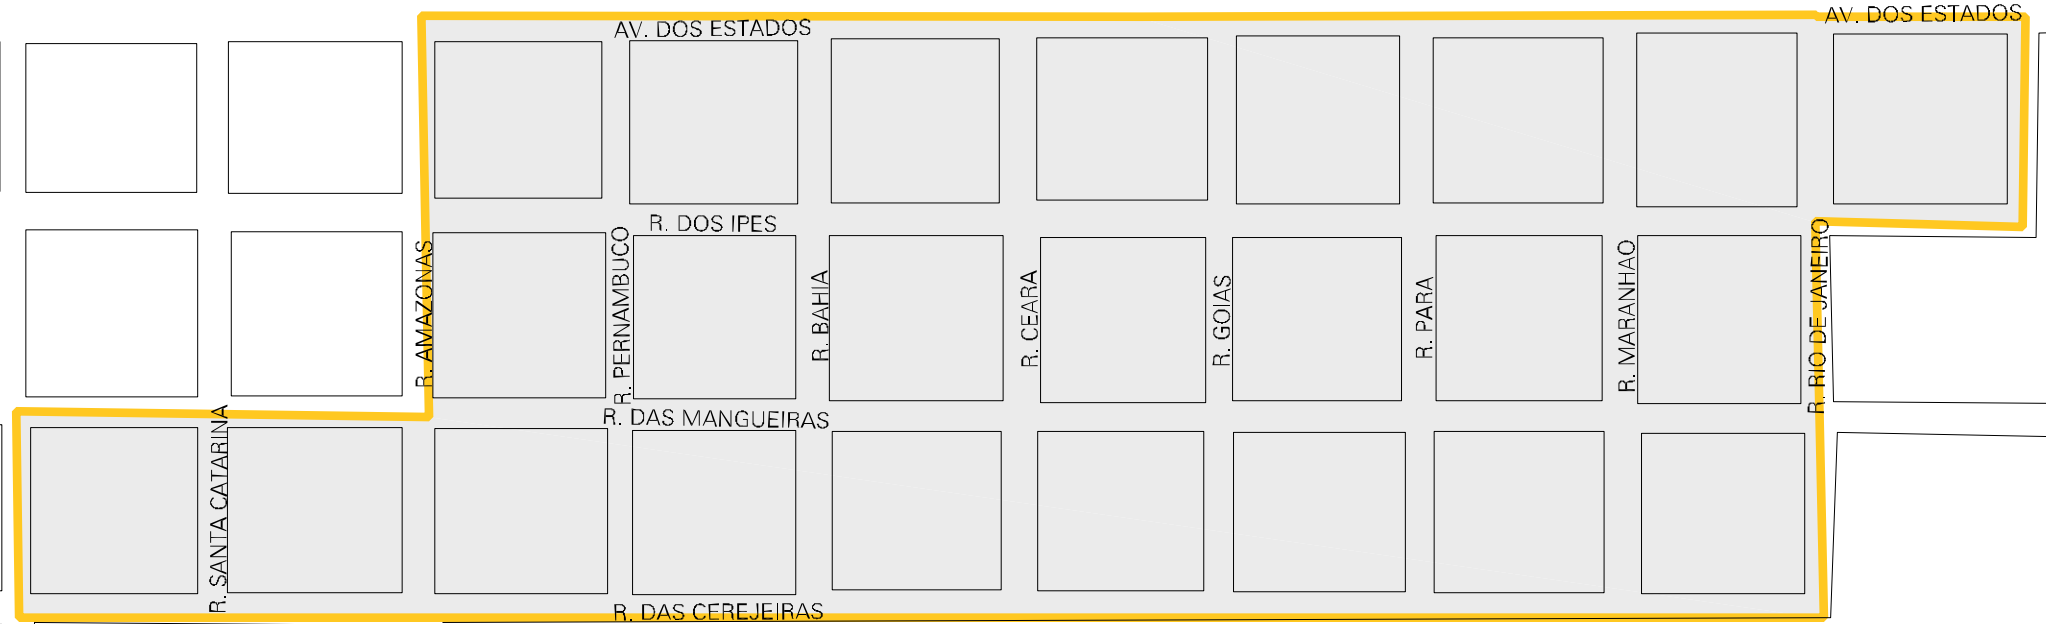 AV. DOS ESTADOS
AV. DOS ESTADOS
R. DOS IPES
R. AMAZONAS
R. PERNAMBUCO
R. BAHIA
R. CEARA
R. GOIAS
R. PARA
R. MARANHAO
R. RIO DE JANEIRO
R. DAS MANGUEIRAS
R. SANTA CATARINA
R. DAS CEREJEIRAS